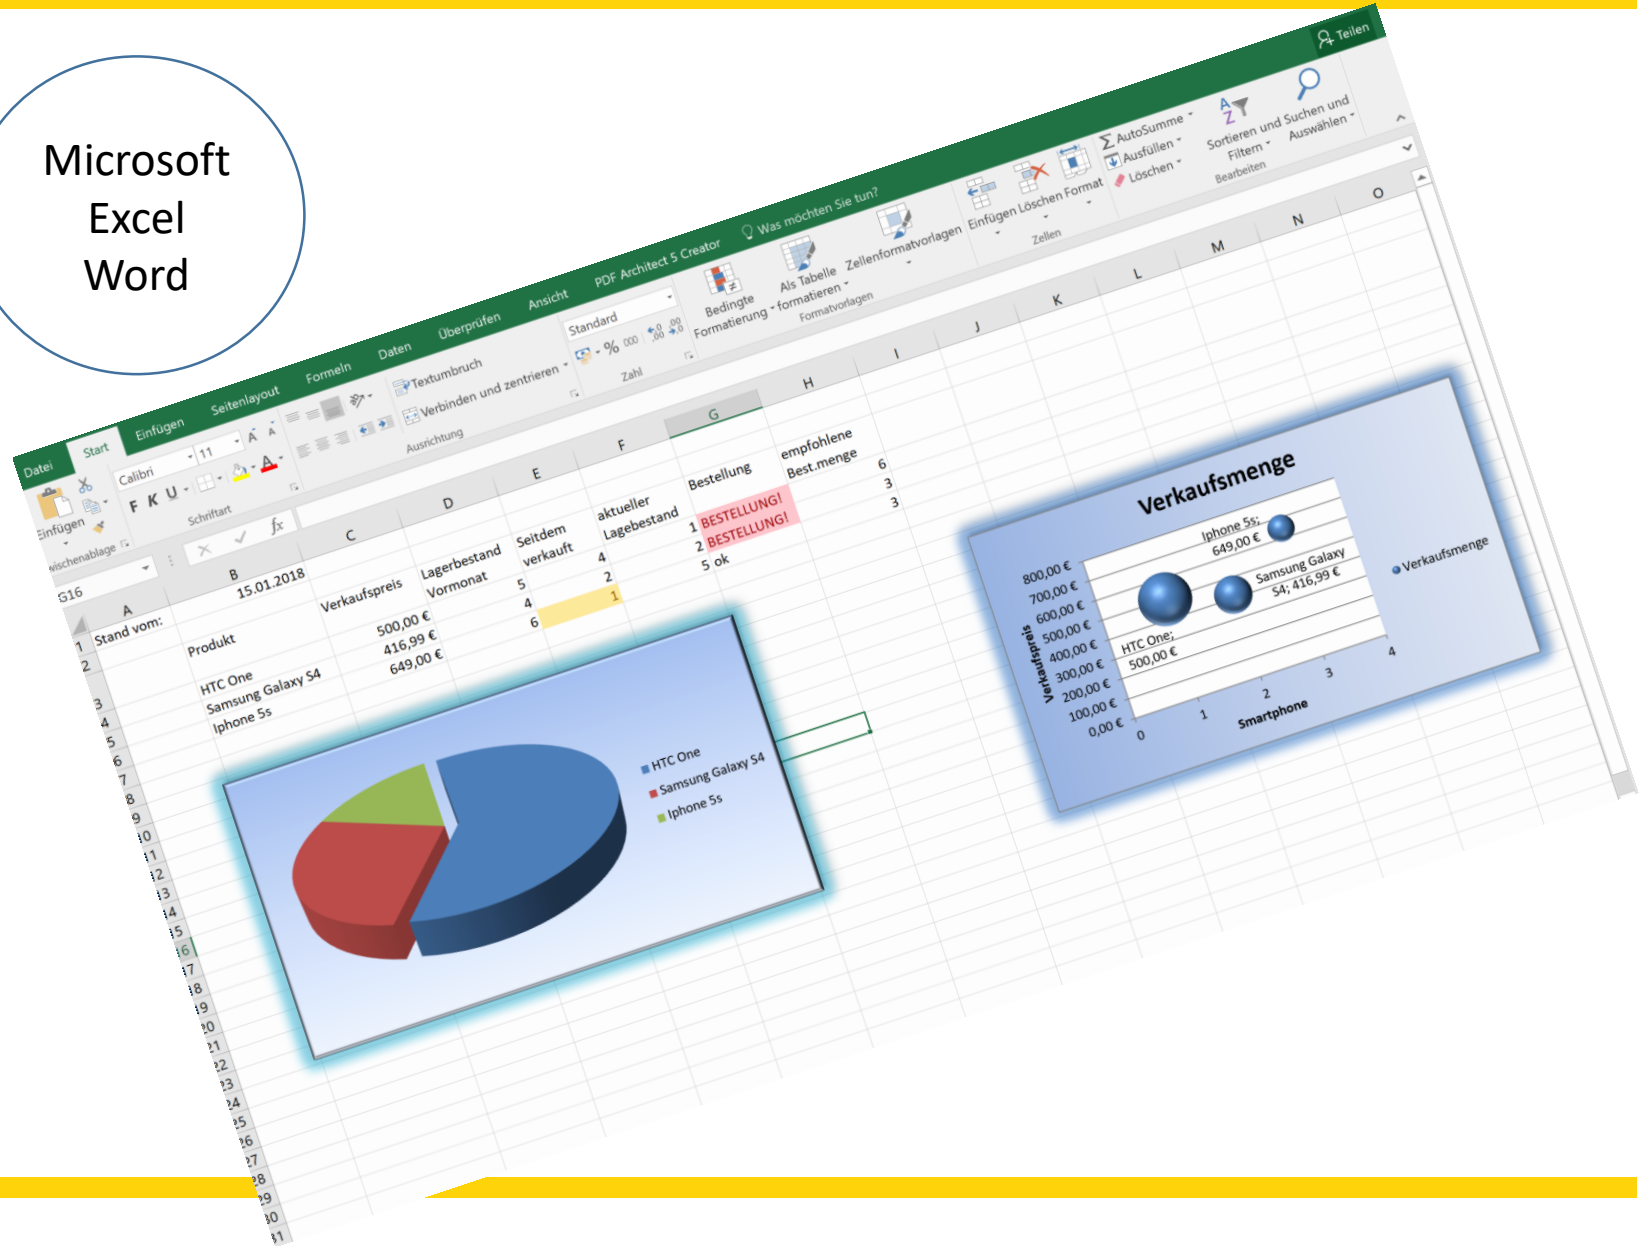 Microsoft
Excel
Word
Teilen
Datei Start Einfügen Seitenlayout Formeln Daten Überprüfen Ansicht PDF Architect 5 Creator Was möchten Sie tun?
Einfügen
Calibri 11
F K U
Schriftart
Textumbruch
Verbinden und zentrieren
Ausrichtung
Standard
% 000
Zahl
Bedingte
Formatierung
Als Tabelle
formatieren
Zellenformatvorlagen
Formatvorlagen
Einfügen Löschen Format
Zellen
AutoSumme
Ausfüllen
Löschen
Sortieren und
Filtern
Suchen und
Auswählen
Bearbeiten
G16
fx
A B C D E F G H I J K L M N O
1 Stand vom: 15.01.2018
2
Produkt Verkaufspreis Lagerbestand Vormonat Seitdem verkauft aktueller Lagebestand Bestellung empfohlene Best.menge
HTC One 500,00 € 5 4 1 BESTELLUNG! 6
Samsung Galaxy S4 416,99 € 4 2 2 BESTELLUNG! 3
Iphone 5s 649,00 € 6 1 5 ok 3
HTC One
Samsung Galaxy S4
Iphone 5s
Verkaufsmenge
800,00 €
700,00 €
600,00 €
500,00 €
400,00 €
300,00 €
200,00 €
100,00 €
0,00 €
Verkaufspreis
Iphone 5s;
649,00 €
Samsung Galaxy
S4; 416,99 €
HTC One;
500,00 €
0 1 2 3 4
Smartphone
Verkaufsmenge